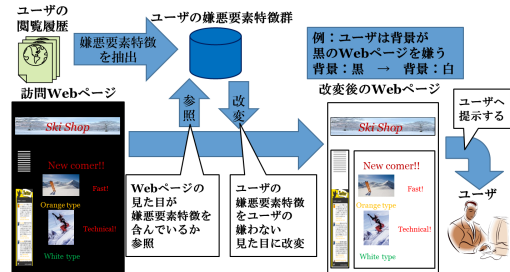 ユーザの
閲覧履歴
嫌悪要素特徴
を抽出
ユーザの嫌悪要素特徴群
例：ユーザは背景が
黒のWebページを嫌う
背景：黒　→　背景：白
訪問Webページ
参照
改変
改変後のWebページ
ユーザへ
提示する
Ski Shop
New comer!!
Fast!
Orange type
Technical!
White type
Webページの
見た目が
嫌悪要素特徴を
含んでいるか
参照
ユーザの
嫌悪要素特徴
をユーザの
嫌わない
見た目に改変
Ski Shop
New comer!!
Fast!
Orange type
Technical!
White type
ユーザ